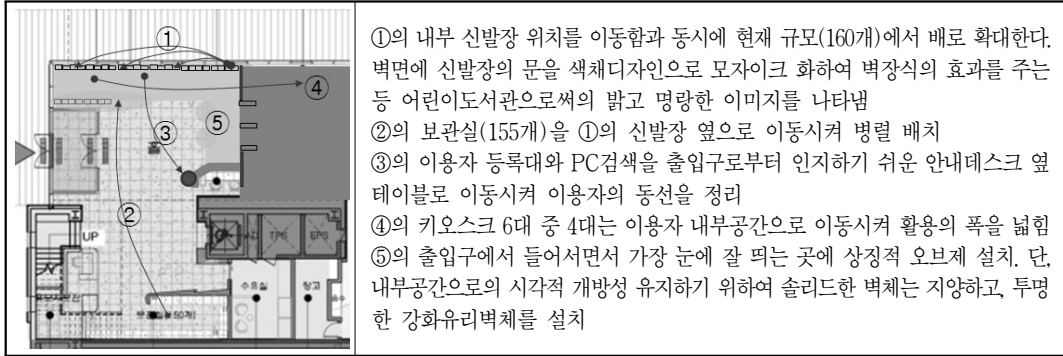 ①
④
③
⑤
홀
②
UP
TPS
EPS
수유실
창고
①의 내부 신발장 위치를 이동함과 동시에 현재 규모(160개)에서 배로 확대한다.
벽면에 신발장의 문을 색채디자인으로 모자이크 화하여 벽장식의 효과를 주는
등 어린이도서관으로써의 밝고 명랑한 이미지를 나타냄
②의 보관실(155개)을 ①의 신발장 옆으로 이동시켜 병렬 배치
③의 이용자 등록대와 PC검색을 출입구로부터 인지하기 쉬운 안내데스크 옆
테이블로 이동시켜 이용자의 동선을 정리
④의 키오스크 6대 중 4대는 이용자 내부공간으로 이동시켜 활용의 폭을 넓힘
⑤의 출입구에서 들어서면서 가장 눈에 잘 띄는 곳에 상징적 오브제 설치. 단,
내부공간으로의 시각적 개방성 유지하기 위하여 솔리드한 벽체는 지양하고, 투명
한 강화유리벽체를 설치